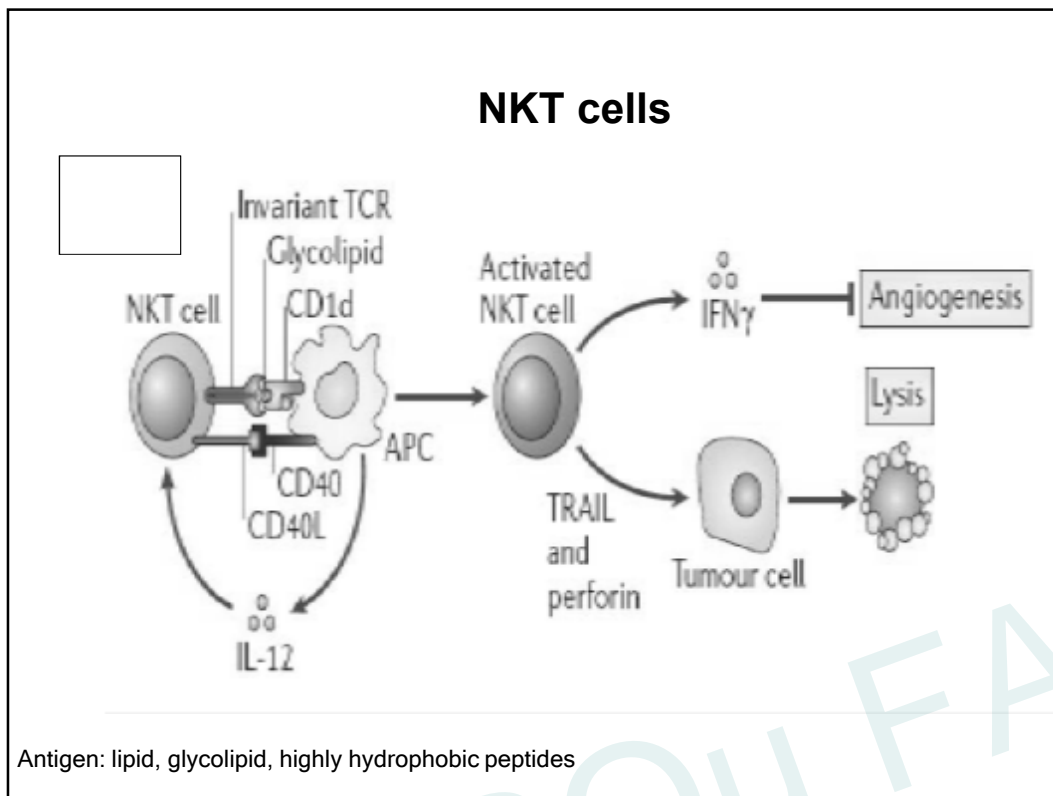 NKT cells
Invariant TCR
Glycolipid
CD1d
NKT cell
APC
CD40
CD40L
IL-12
Activated
NKT cell
IFNγ
Angiogenesis
Lysis
TRAIL
and
perforin
Tumour cell
Antigen: lipid, glycolipid, highly hydrophobic peptides